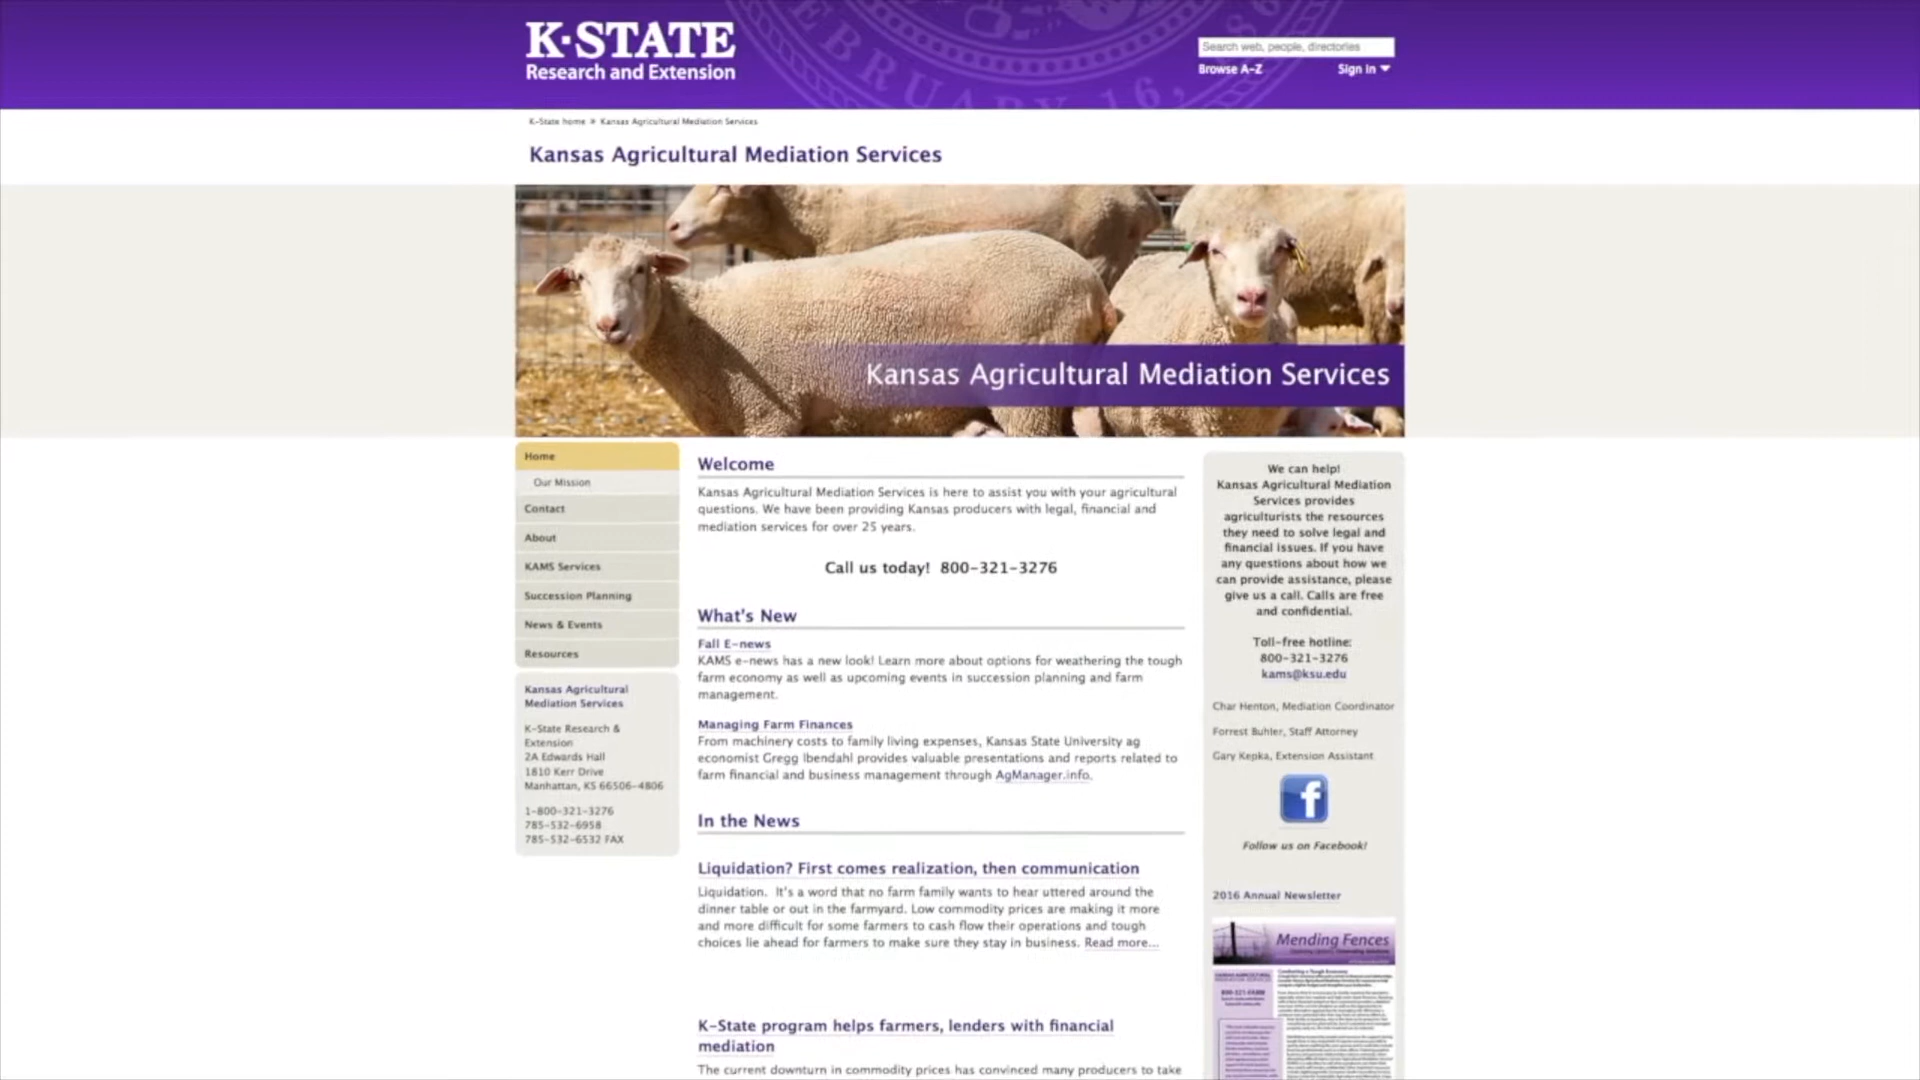 K·STATE
Research and Extension
FEBRUARY 16,
Search web, people, directories
Browse A-Z
Sign in
K-State home » Kansas Agricultural Mediation Services
Kansas Agricultural Mediation Services
Kansas Agricultural Mediation Services
Home
Our Mission
Contact
About
KAMS Services
Succession Planning
News & Events
Resources
Kansas Agricultural
Mediation Services
K-State Research &
Extension
2A Edwards Hall
1810 Kerr Drive
Manhattan, KS 66506-4806
1-800-321-3276
785-532-6958
785-532-6532 FAX
Welcome
Kansas Agricultural Mediation Services is here to assist you with your agricultural
questions. We have been providing Kansas producers with legal, financial and
mediation services for over 25 years.
Call us today! 800-321-3276
What's New
Fall E-news
KAMS e-news has a new look! Learn more about options for weathering the tough
farm economy as well as upcoming events in succession planning and farm
management.
Managing Farm Finances
From machinery costs to family living expenses, Kansas State University ag
economist Gregg Ibendahl provides valuable presentations and reports related to
farm financial and business management through AgManager.info.
In the News
Liquidation? First comes realization, then communication
Liquidation. It's a word that no farm family wants to hear uttered around the
dinner table or out in the farmyard. Low commodity prices are making it more
and more difficult for some farmers to cash flow their operations and tough
choices lie ahead for farmers to make sure they stay in business. Read more...
K-State program helps farmers, lenders with financial
mediation
The current downturn in commodity prices has convinced many producers to take
We can help!
Kansas Agricultural Mediation
Services provides
agriculturists the resources
they need to solve legal and
financial issues. If you have
any questions about how we
can provide assistance, please
give us a call. Calls are free
and confidential.
Toll-free hotline:
800-321-3276
kams@ksu.edu
Char Henton, Mediation Coordinator
Forrest Buhler, Staff Attorney
Gary Kepka, Extension Assistant
f
Follow us on Facebook!
2016 Annual Newsletter
Mending Fences